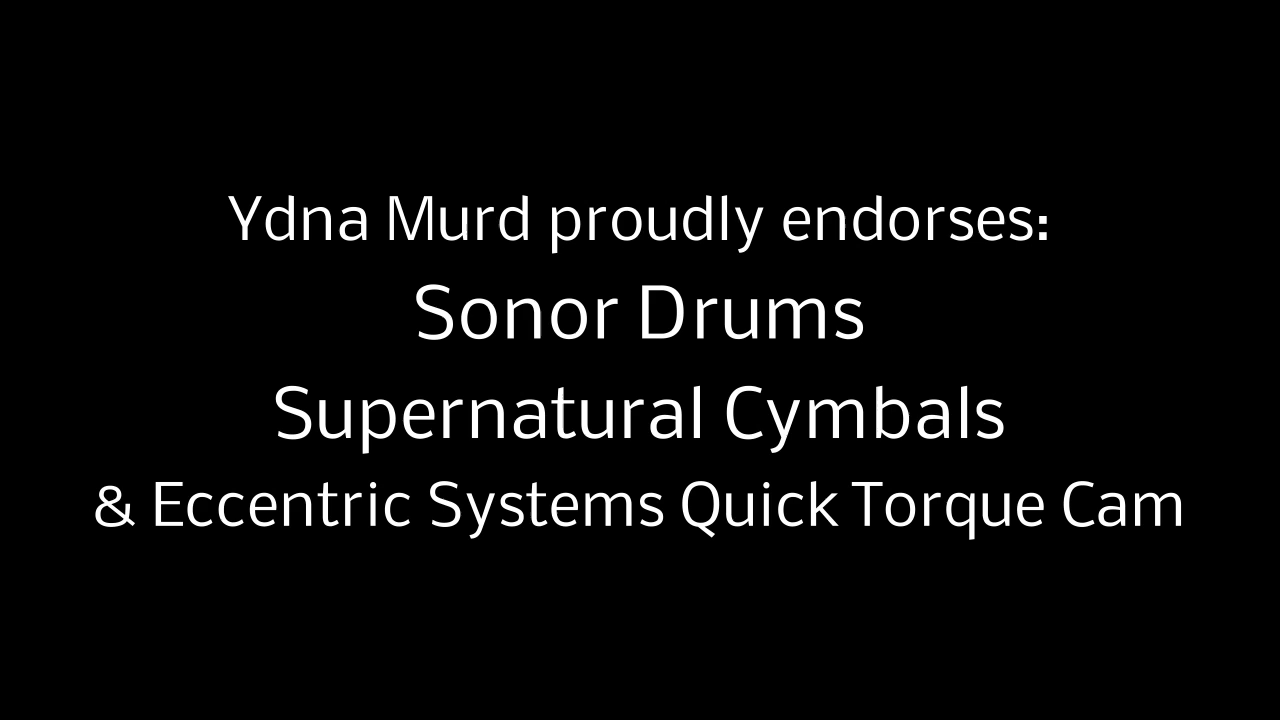 Ydna Murd proudly endorses:
Sonor Drums
Supernatural Cymbals
& Eccentric Systems Quick Torque Cam